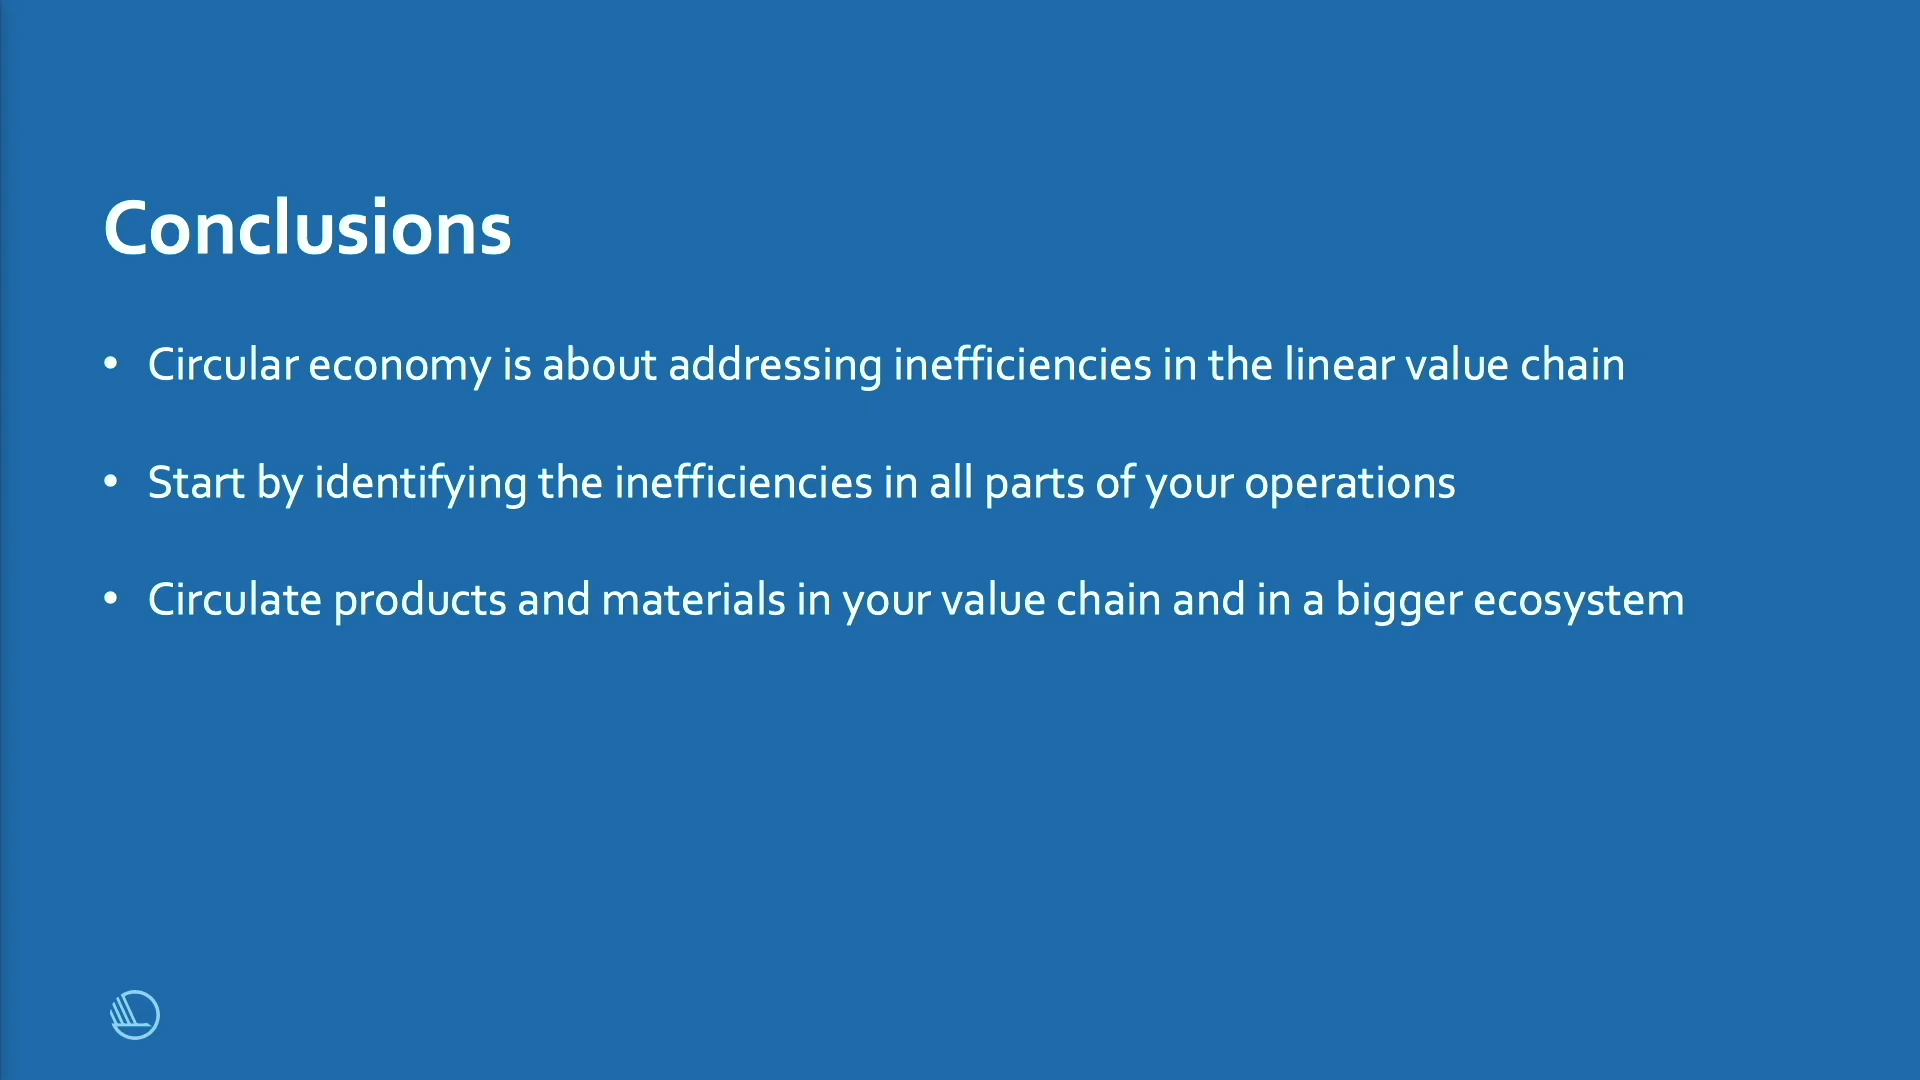 Conclusions
• Circular economy is about addressing inefficiencies in the linear value chain
• Start by identifying the inefficiencies in all parts of your operations
• Circulate products and materials in your value chain and in a bigger ecosystem